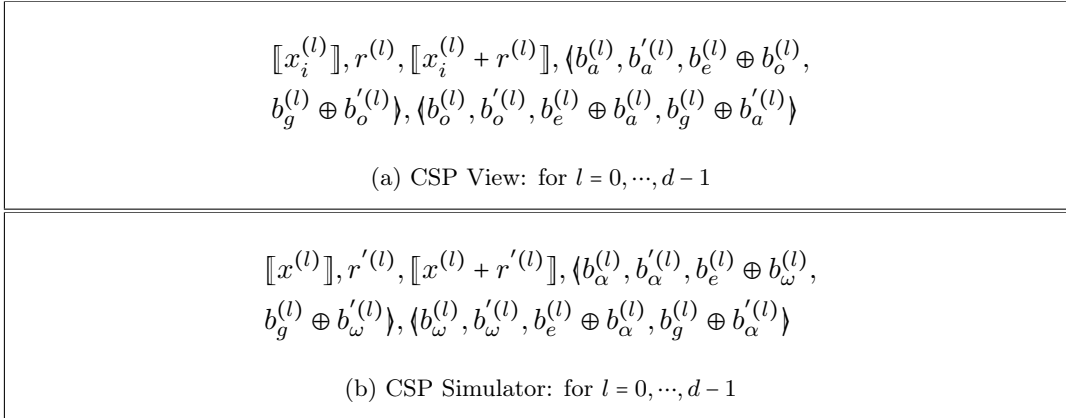 ⟦x_i^{(l)}⟧, r^{(l)}, ⟦x_i^{(l)} + r^{(l)}⟧, ⦉b_a^{(l)}, b_a^{'(l)}, b_e^{(l)} ⊕ b_o^{(l)},
b_g^{(l)} ⊕ b_o^{'(l)}⦊, ⦉b_o^{(l)}, b_o^{'(l)}, b_e^{(l)} ⊕ b_a^{(l)}, b_g^{(l)} ⊕ b_a^{'(l)}⦊
(a) CSP View: for l = 0, ⋯, d − 1
⟦x^{(l)}⟧, r^{'(l)}, ⟦x^{(l)} + r^{'(l)}⟧, ⦉b_α^{(l)}, b_α^{'(l)}, b_e^{(l)} ⊕ b_ω^{(l)},
b_g^{(l)} ⊕ b_ω^{'(l)}⦊, ⦉b_ω^{(l)}, b_ω^{'(l)}, b_e^{(l)} ⊕ b_α^{(l)}, b_g^{(l)} ⊕ b_α^{'(l)}⦊
(b) CSP Simulator: for l = 0, ⋯, d − 1